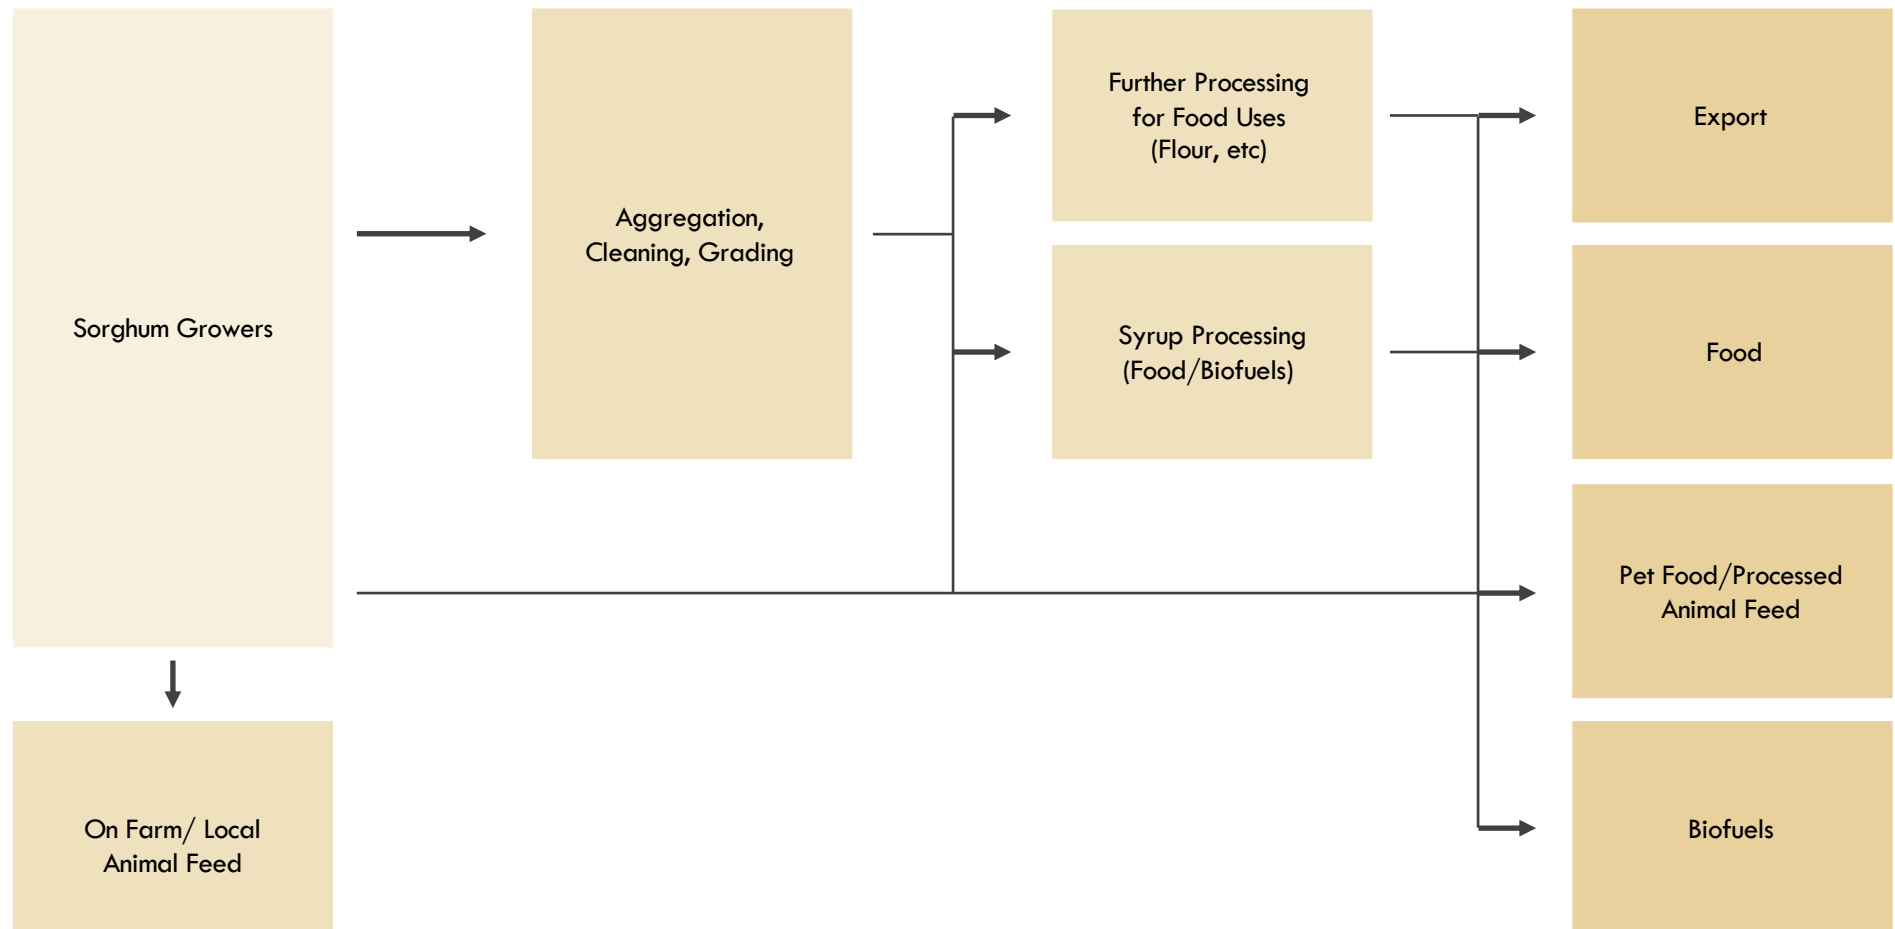 Sorghum Growers
Aggregation,
Cleaning, Grading
Further Processing
for Food Uses
(Flour, etc)
Syrup Processing
(Food/Biofuels)
Export
Food
Pet Food/Processed
Animal Feed
Biofuels
On Farm/ Local
Animal Feed